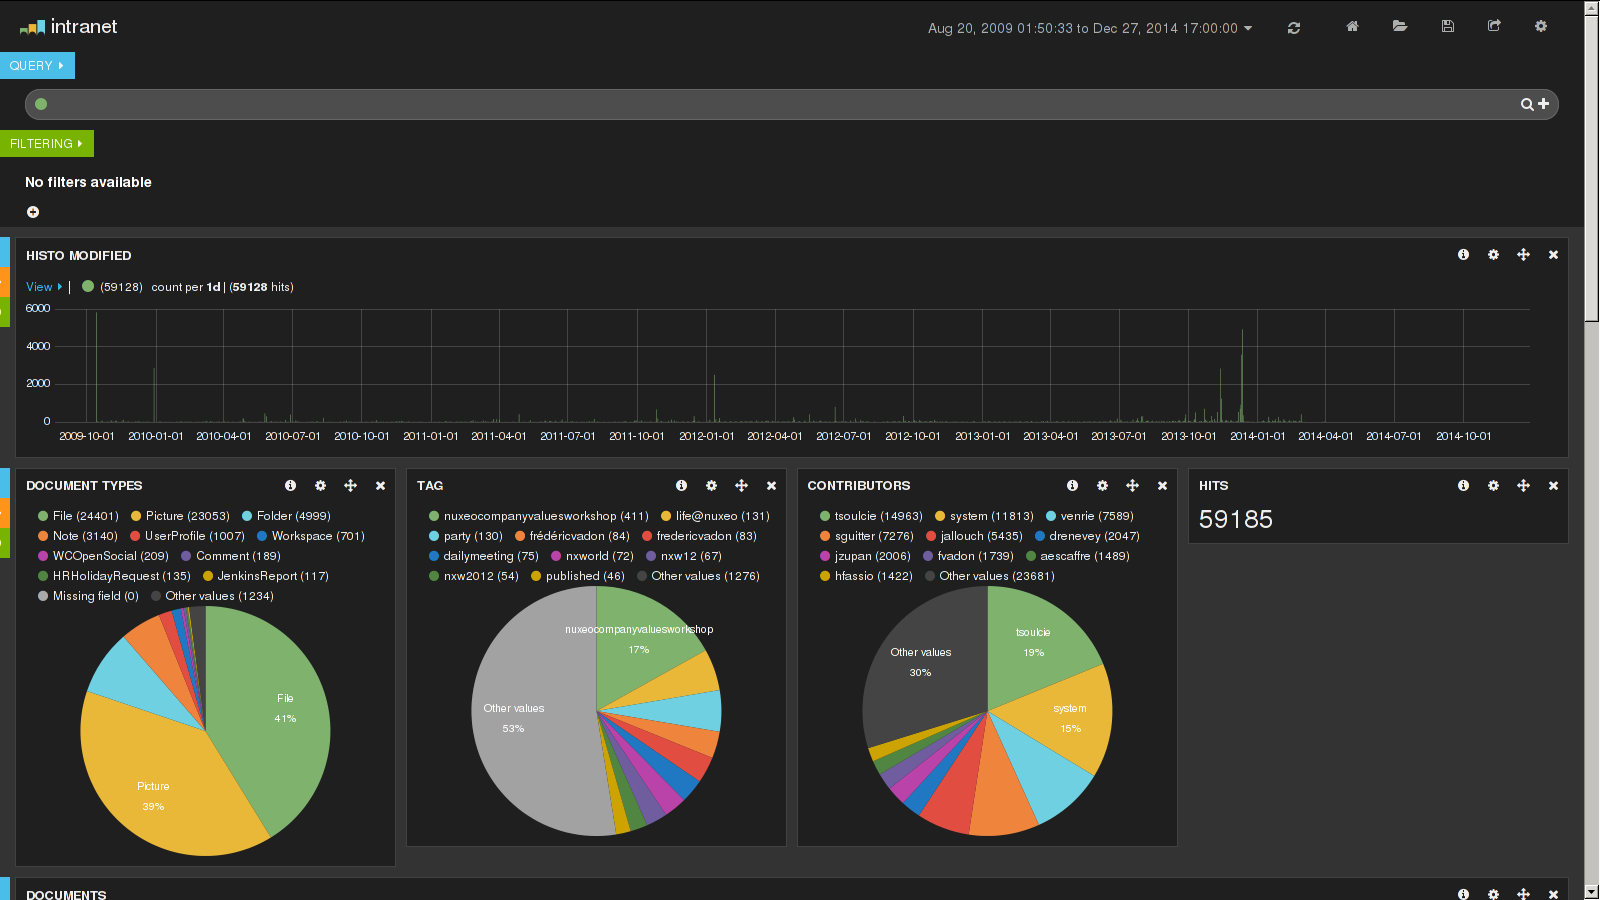 intranet
Aug 20, 2009 01:50:33 to Dec 27, 2014 17:00:00
QUERY
FILTERING
No filters available
HISTO MODIFIED
View | (59128) count per 1d | (59128 hits)
6000
4000
2000
0
2009-10-01 2010-01-01 2010-04-01 2010-07-01 2010-10-01 2011-01-01 2011-04-01 2011-07-01 2011-10-01 2012-01-01 2012-04-01 2012-07-01 2012-10-01 2013-01-01 2013-04-01 2013-07-01 2013-10-01 2014-01-01 2014-04-01 2014-07-01 2014-10-01
DOCUMENT TYPES
File (24401) Picture (23053) Folder (4999)
Note (3140) UserProfile (1007) Workspace (701)
WCOpenSocial (209) Comment (189)
HRHolidayRequest (135) JenkinsReport (117)
Missing field (0) Other values (1234)
File
41%
Picture
39%
TAG
nuxeocompanyvaluesworkshop (411) life@nuxeo (131)
party (130) frédéricvadon (84) fredericvadon (83)
dailymeeting (75) nxworld (72) nxw12 (67)
nxw2012 (54) published (46) Other values (1276)
nuxeocompanyvaluesworkshop
17%
Other values
53%
CONTRIBUTORS
tsoulcie (14963) system (11813) venrie (7589)
sguitter (7276) jallouch (5435) drenevey (2047)
jzupan (2006) fvadon (1739) aescaffre (1489)
hfassio (1422) Other values (23681)
tsoulcie
19%
Other values
30%
system
15%
HITS
59185
DOCUMENTS